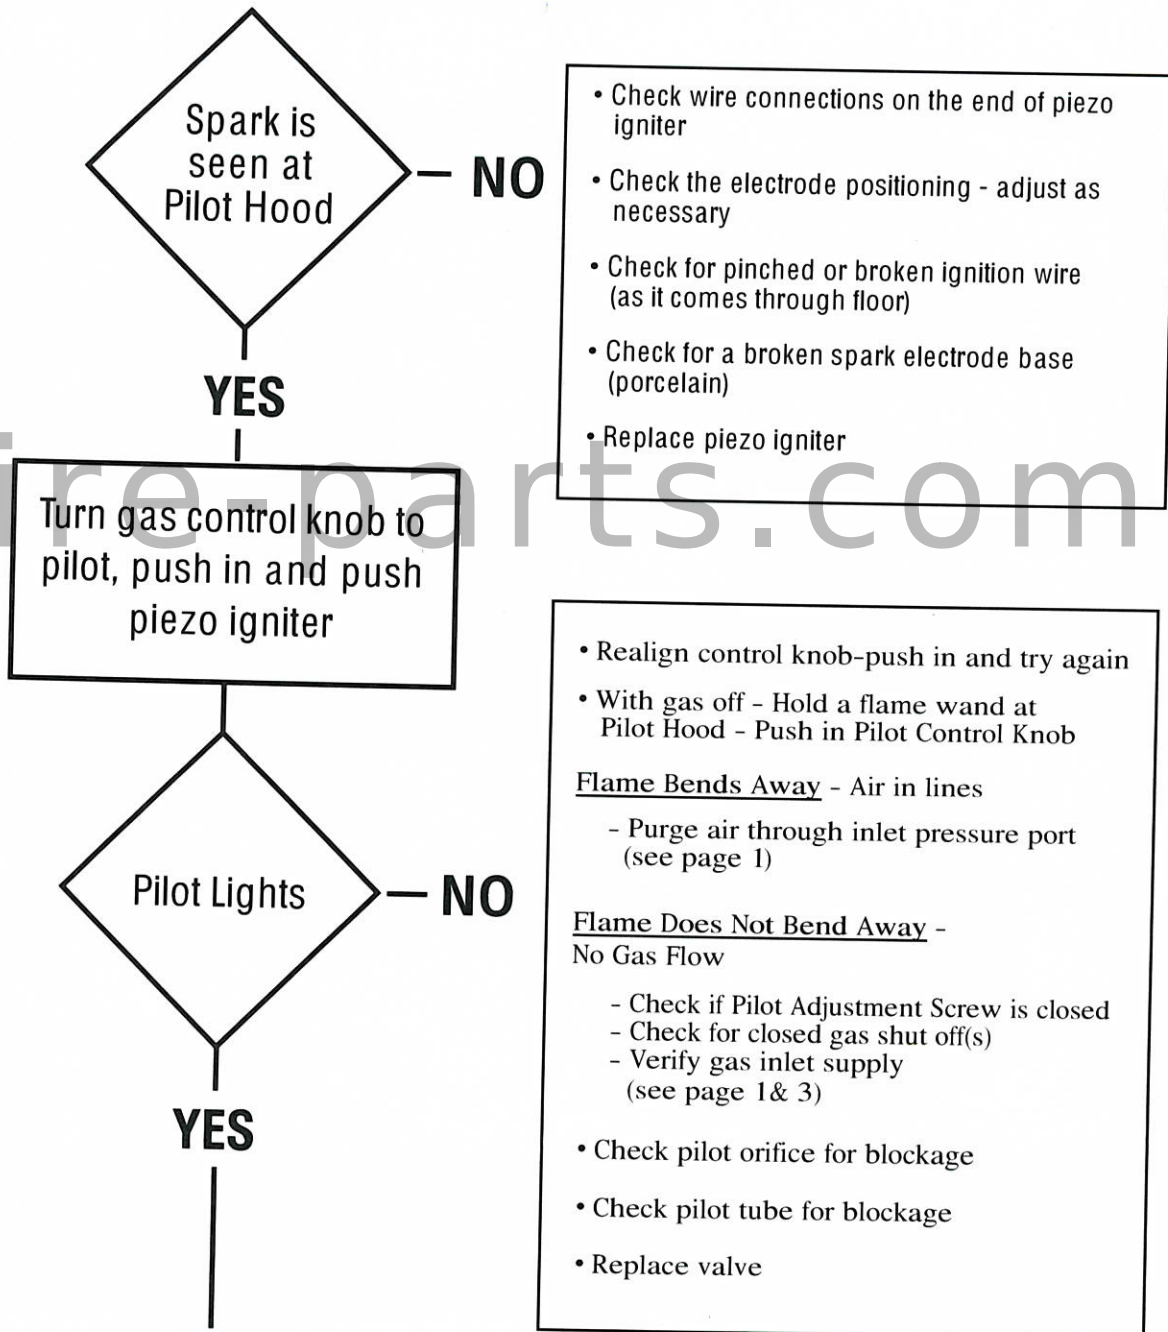 Spark is
seen at
Pilot Hood
NO
• Check wire connections on the end of piezo
igniter
• Check the electrode positioning - adjust as
necessary
• Check for pinched or broken ignition wire
(as it comes through floor)
• Check for a broken spark electrode base
(porcelain)
• Replace piezo igniter
YES
ire-parts.com
Turn gas control knob to
pilot, push in and push
piezo igniter
Pilot Lights
NO
• Realign control knob-push in and try again
• With gas off - Hold a flame wand at
Pilot Hood - Push in Pilot Control Knob
Flame Bends Away - Air in lines
- Purge air through inlet pressure port
(see page 1)
Flame Does Not Bend Away -
No Gas Flow
- Check if Pilot Adjustment Screw is closed
- Check for closed gas shut off(s)
- Verify gas inlet supply
(see page 1& 3)
• Check pilot orifice for blockage
• Check pilot tube for blockage
• Replace valve
YES